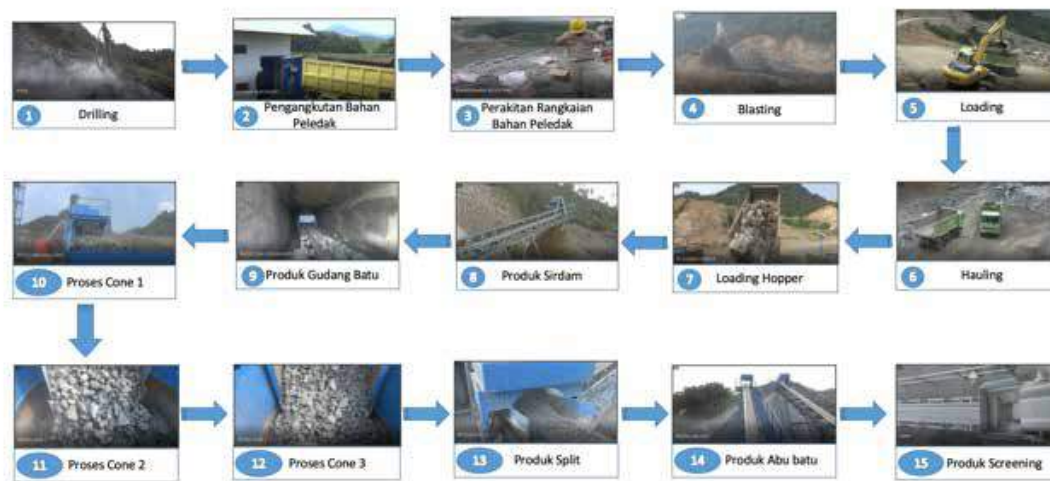 1 Drilling
2 Pengangkutan Bahan
Peledak
3 Perakitan Rangkaian
Bahan Peledak
4 Blasting
5 Loading
6 Hauling
7 Loading Hopper
8 Produk Sirdam
9 Produk Gudang Batu
10 Proses Cone 1
11 Proses Cone 2
12 Proses Cone 3
13 Produk Split
14 Produk Abu batu
15 Produk Screening